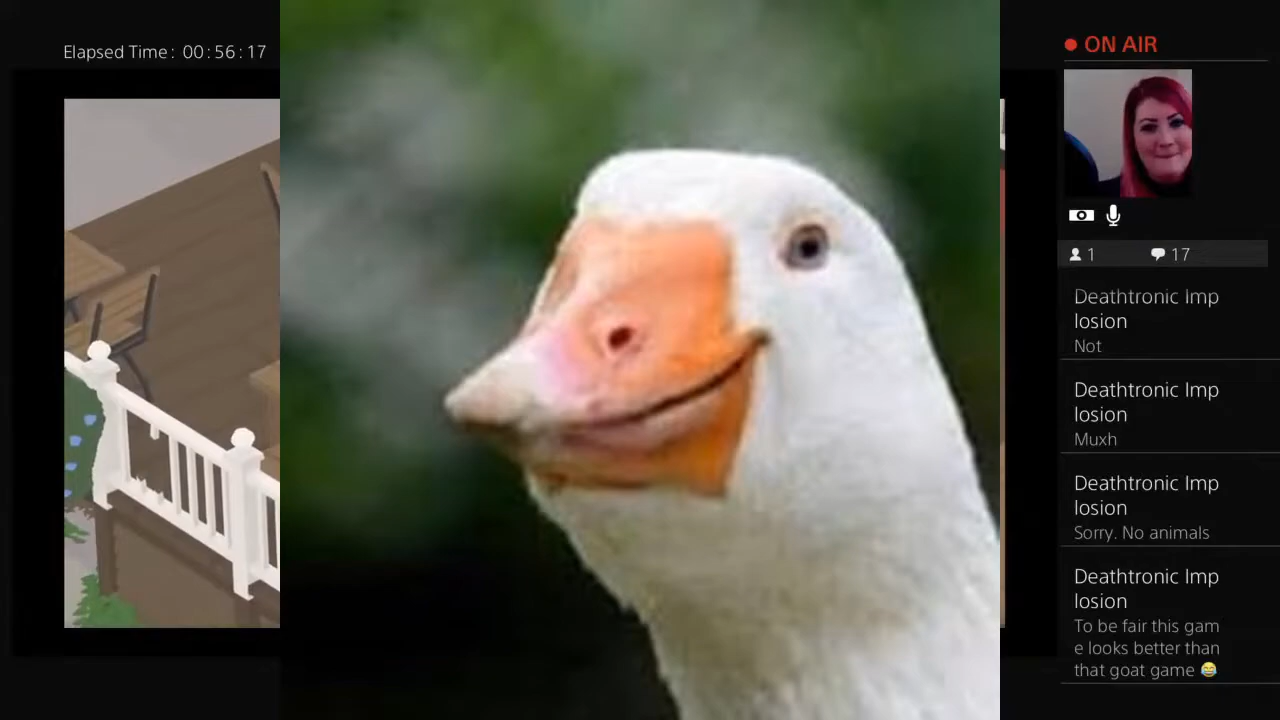 Elapsed Time: 00:56:17
ON AIR
1 17
Deathtronic Imp
losion
Not
Deathtronic Imp
losion
Muxh
Deathtronic Imp
losion
Sorry. No animals
Deathtronic Imp
losion
To be fair this gam
e looks better than
that goat game 😂